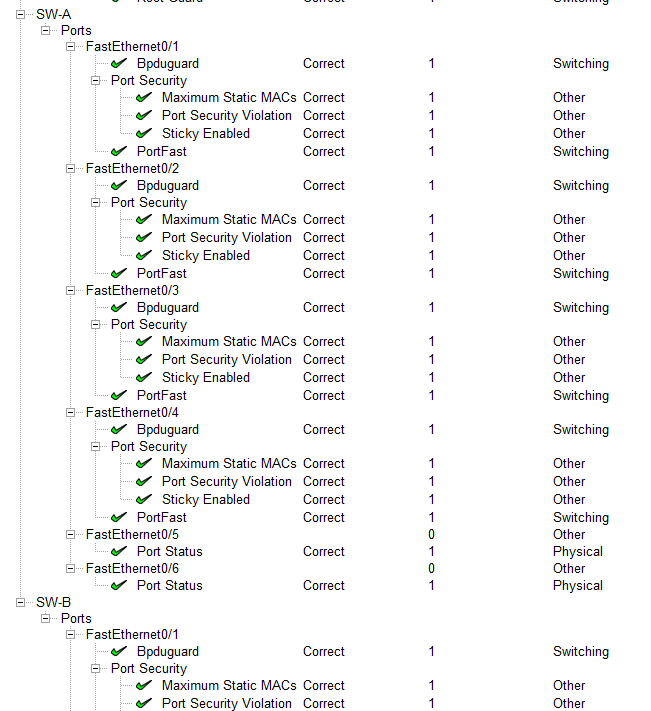 Switching
SW-A
Ports
FastEthernet0/1
Bpduguard Correct 1 Switching
Port Security
Maximum Static MACs Correct 1 Other
Port Security Violation Correct 1 Other
Sticky Enabled Correct 1 Other
PortFast Correct 1 Switching
FastEthernet0/2
Bpduguard Correct 1 Switching
Port Security
Maximum Static MACs Correct 1 Other
Port Security Violation Correct 1 Other
Sticky Enabled Correct 1 Other
PortFast Correct 1 Switching
FastEthernet0/3
Bpduguard Correct 1 Switching
Port Security
Maximum Static MACs Correct 1 Other
Port Security Violation Correct 1 Other
Sticky Enabled Correct 1 Other
PortFast Correct 1 Switching
FastEthernet0/4
Bpduguard Correct 1 Switching
Port Security
Maximum Static MACs Correct 1 Other
Port Security Violation Correct 1 Other
Sticky Enabled Correct 1 Other
PortFast Correct 1 Switching
FastEthernet0/5 0 Other
Port Status Correct 1 Physical
FastEthernet0/6 0 Other
Port Status Correct 1 Physical
SW-B
Ports
FastEthernet0/1
Bpduguard Correct 1 Switching
Port Security
Maximum Static MACs Correct 1 Other
Port Security Violation Correct 1 Other